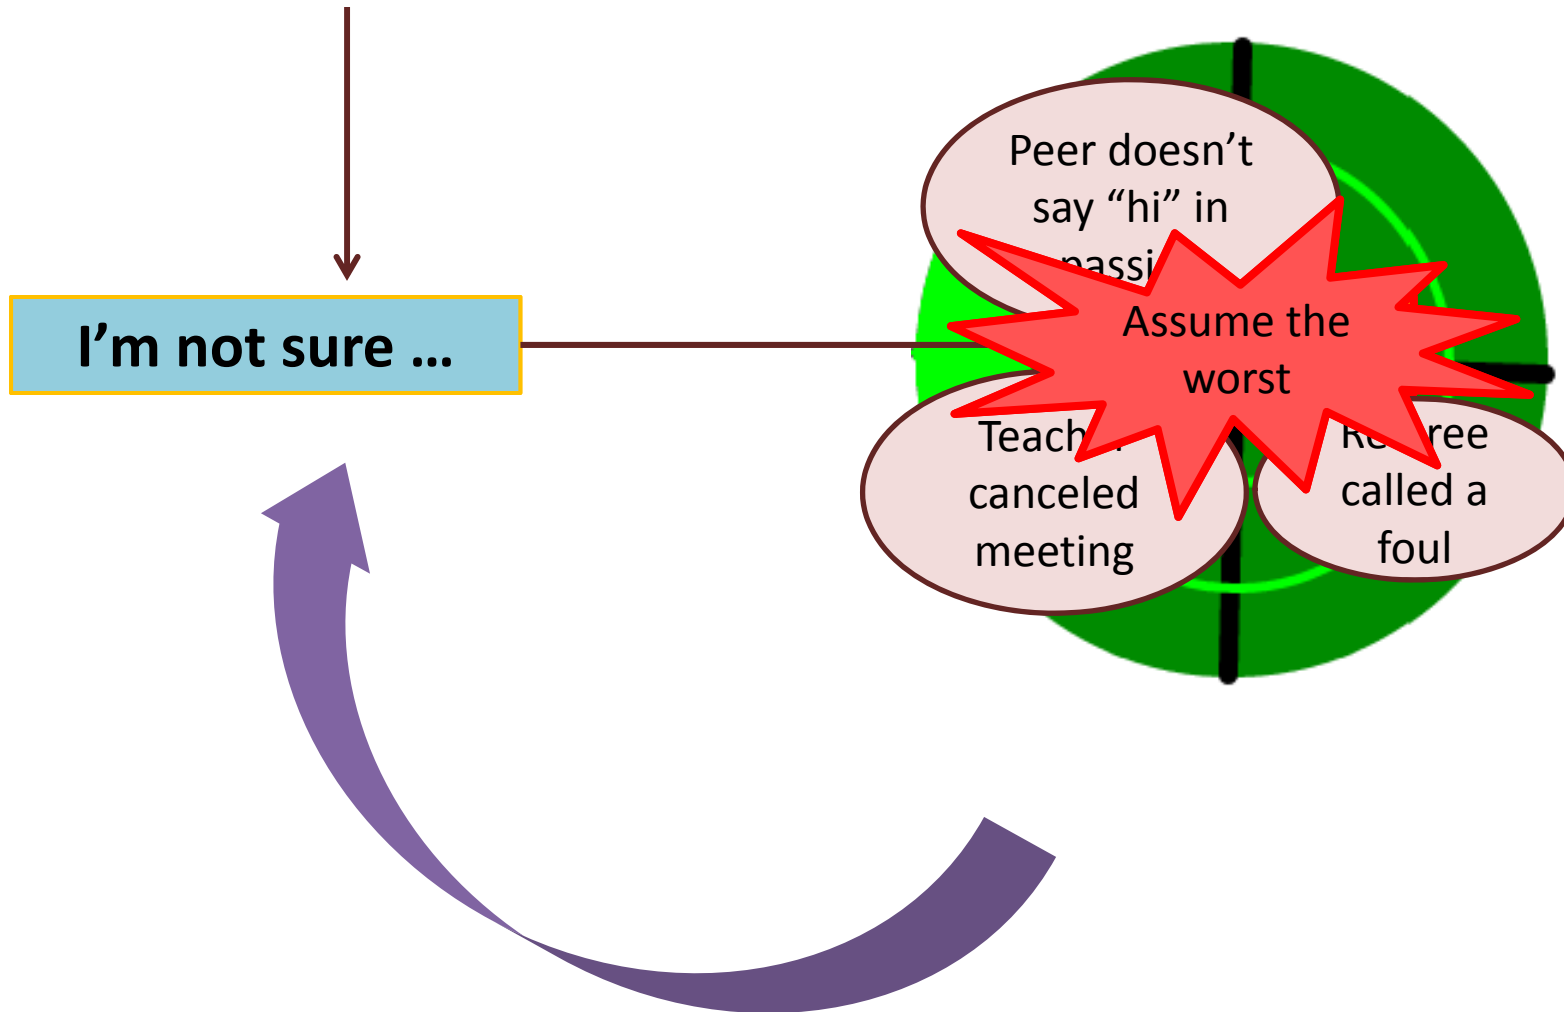 Peer doesn’t
say “hi” in
I’m not sure ...
Assume the
worst
canceled
meeting
called a
foul